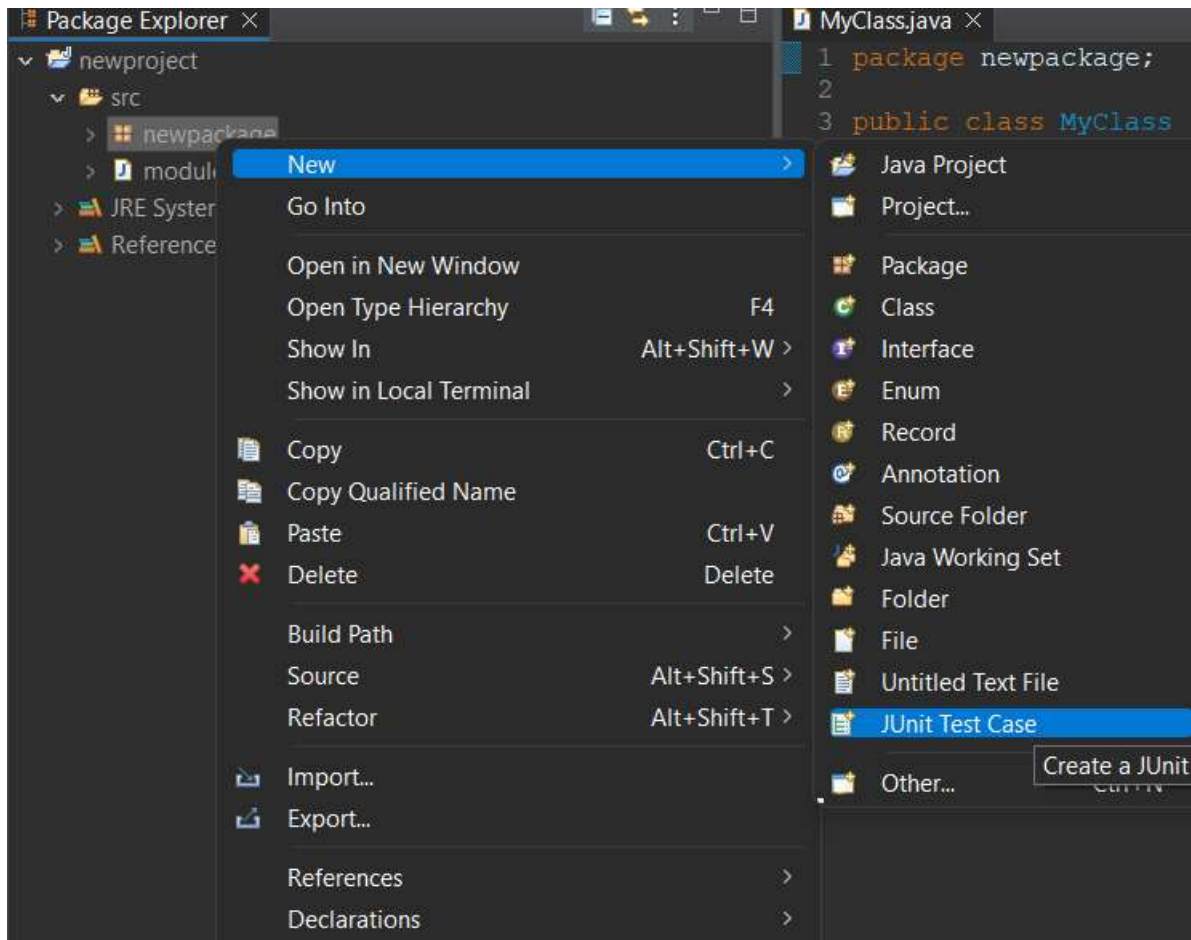 Package Explorer ×
newproject
src
newpackage
modul
JRE Syster
Reference
MyClass.java ×
1 package newpackage;
2
3 public class MyClass
New
Go Into
Open in New Window
Open Type Hierarchy F4
Show In Alt+Shift+W >
Show in Local Terminal >
Copy Ctrl+C
Copy Qualified Name
Paste Ctrl+V
Delete Delete
Build Path >
Source Alt+Shift+S >
Refactor Alt+Shift+T >
Import...
Export...
References >
Declarations >
Java Project
Project...
Package
Class
Interface
Enum
Record
Annotation
Source Folder
Java Working Set
Folder
File
Untitled Text File
JUnit Test Case
Create a JUnit
Other...